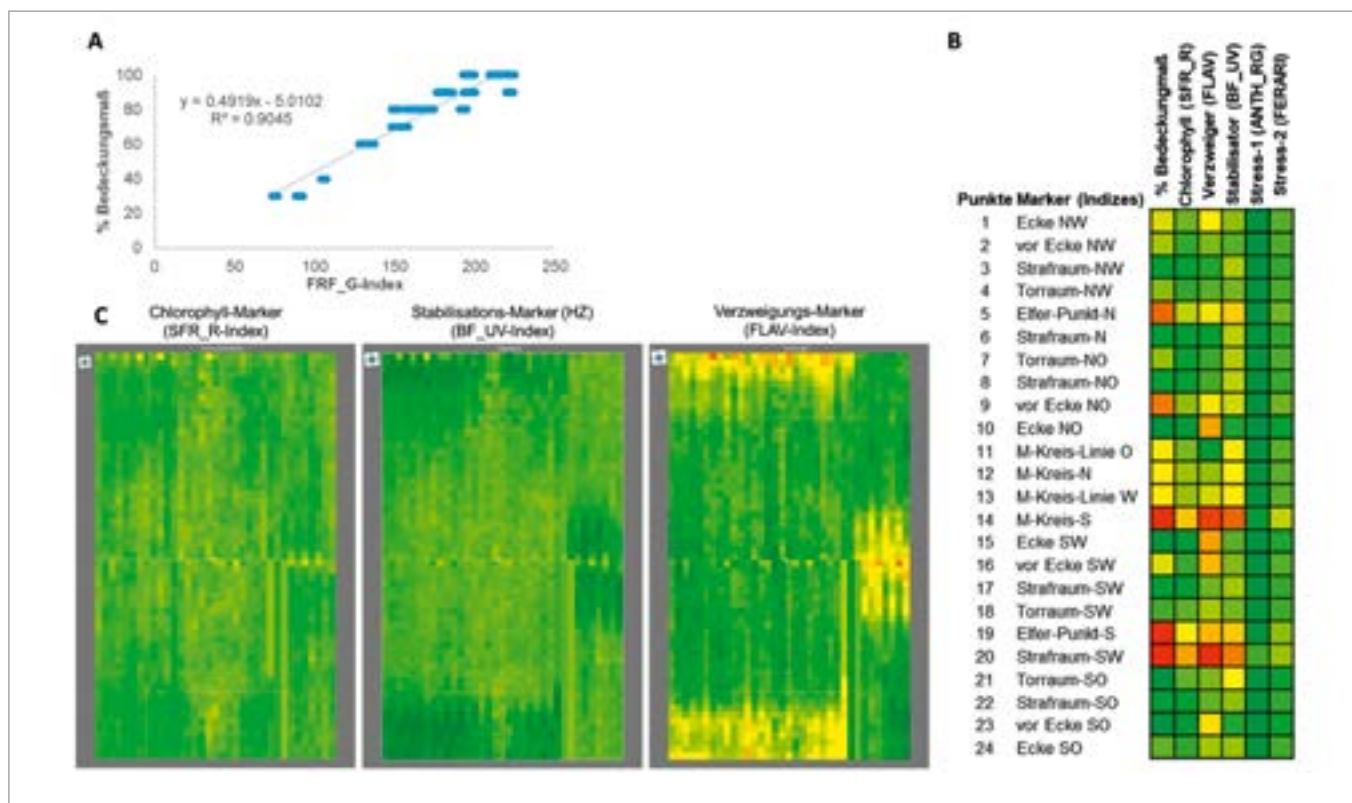 A
100
80
60
40
20
0
% Bedeckungsmaß
y = 0.4919x - 5.0102
R² = 0.9045
0 50 100 150 200 250
FRF_G-Index
B
% Bedeckungmaß
Chlorophyll (SFR_R)
Verzweiger (FLAV)
Stabilisator (BF_UV)
Stress-1 (ANTH_RG)
Stress-2 (FERARI)
Punkte Marker (Indizes)
1 Ecke NW
2 vor Ecke NW
3 Strafraum-NW
4 Torraum-NW
5 Elfer-Punkt-N
6 Strafraum-N
7 Torraum-NO
8 Strafraum-NO
9 vor Ecke NO
10 Ecke NO
11 M-Kreis-Linie O
12 M-Kreis-N
13 M-Kreis-Linie W
14 M-Kreis-S
15 Ecke SW
16 vor Ecke SW
17 Strafraum-SW
18 Torraum-SW
19 Elfer-Punkt-S
20 Strafraum-SW
21 Torraum-SO
22 Strafraum-SO
23 vor Ecke SO
24 Ecke SO
C
Chlorophyll-Marker
(SFR_R-Index)
Stabilisations-Marker (HZ)
(BF_UV-Index)
Verzweigungs-Marker
(FLAV-Index)